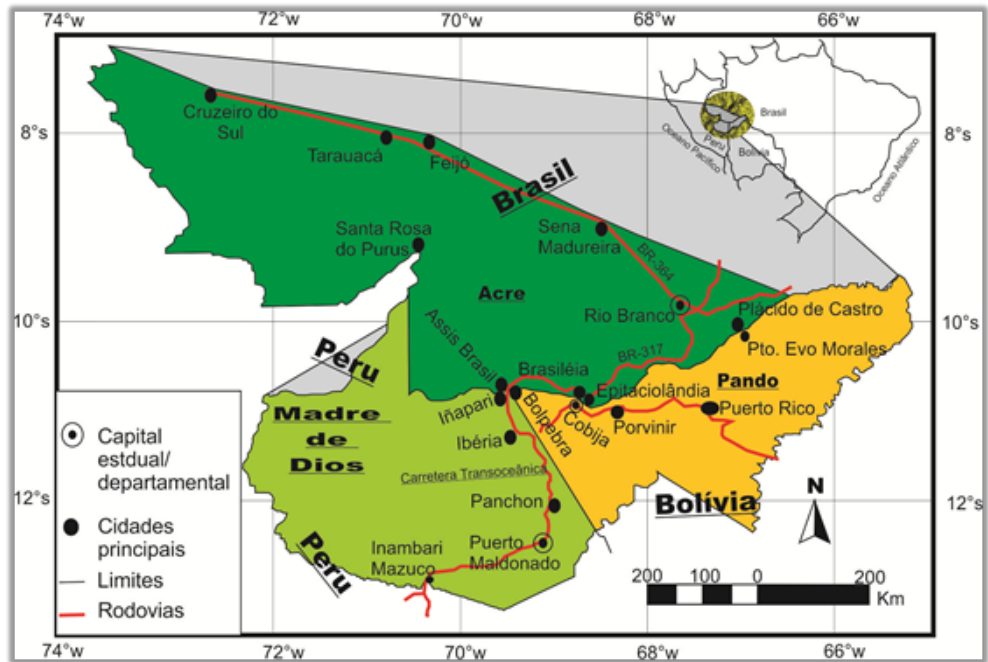 74°w 72°w 70°w 68°w 66°w
8°s
8°s
Brasil
Peru
Bolívia
Oceano Pacífico
Oceano Atlântico
Cruzeiro do
Sul
Tarauacá
Feijó
Brasil
Santa Rosa
do Purus
Sena
Madureira
BR-364
Acre
Rio Branco
Plácido de Castro
10°s
10°s
Pto. Evo Morales
BR-317
Assis Brasil
Brasiléia
Epitaciolândia
Pando
Peru
Iñapari
Bolpebra
Cobija
Porvinir
Puerto Rico
Madre
de
Dios
Ibéria
Carretera Transoceânica
12°s
12°s
Panchon
Bolívia
N
Puerto
Maldonado
Inambari
Mazuco
Peru
Capital
estdual/
departamental
Cidades
principais
Limites
Rodovias
200 100 0 200
Km
74°w 72°w 70°w 68°w 66°w